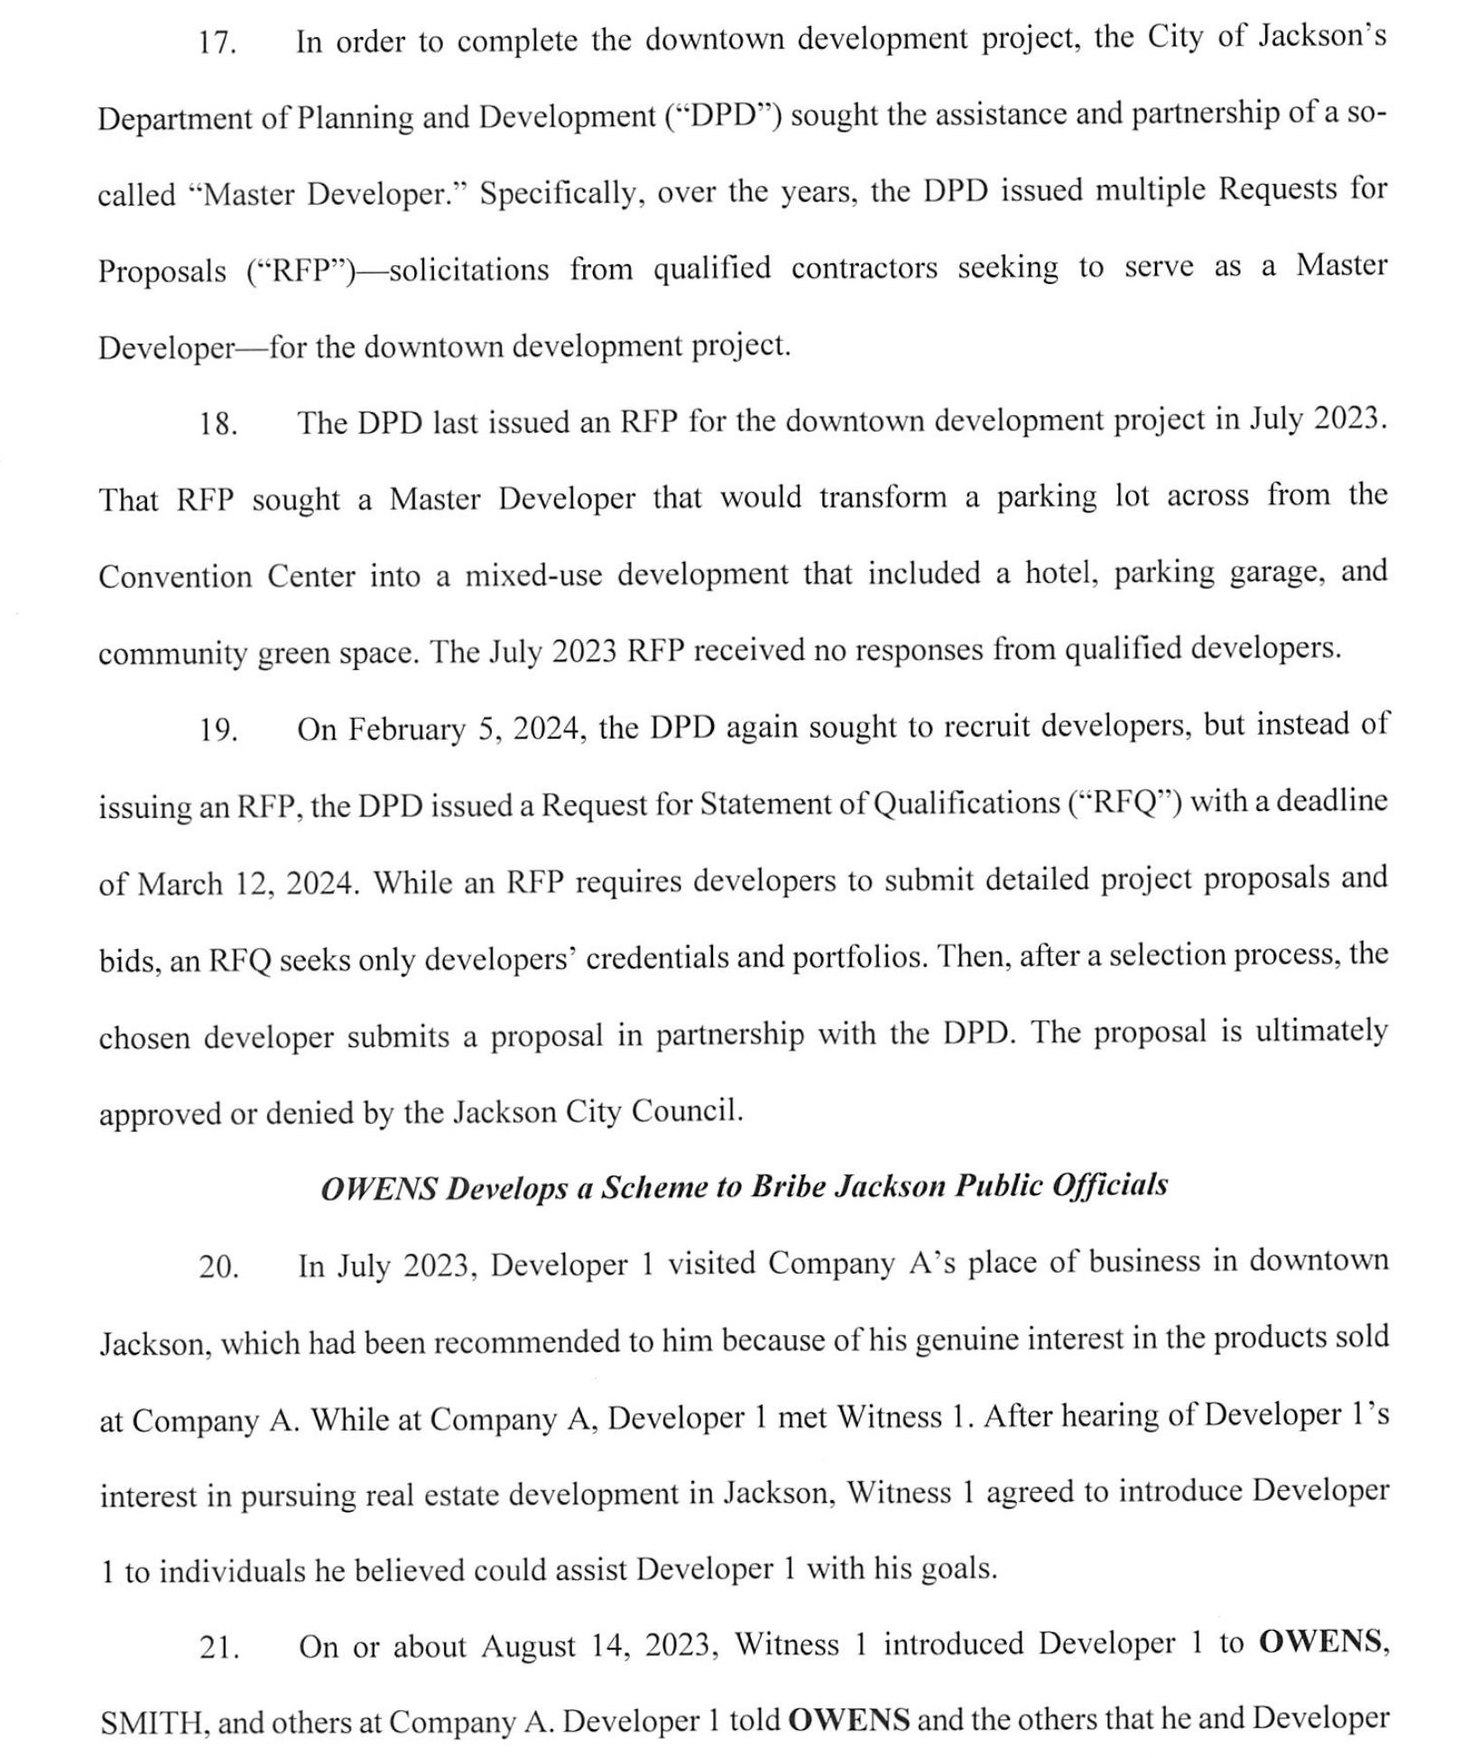 17. In order to complete the downtown development project, the City of Jackson's
Department of Planning and Development (“DPD”) sought the assistance and partnership of a so-
called “Master Developer.” Specifically, over the years, the DPD issued multiple Requests for
Proposals (“RFP”)—solicitations from qualified contractors seeking to serve as a Master
Developer—for the downtown development project.
18. The DPD last issued an RFP for the downtown development project in July 2023.
That RFP sought a Master Developer that would transform a parking lot across from the
Convention Center into a mixed-use development that included a hotel, parking garage, and
community green space. The July 2023 RFP received no responses from qualified developers.
19. On February 5, 2024, the DPD again sought to recruit developers, but instead of
issuing an RFP, the DPD issued a Request for Statement of Qualifications (“RFQ”) with a deadline
of March 12, 2024. While an RFP requires developers to submit detailed project proposals and
bids, an RFQ seeks only developers’ credentials and portfolios. Then, after a selection process, the
chosen developer submits a proposal in partnership with the DPD. The proposal is ultimately
approved or denied by the Jackson City Council.
OWENS Develops a Scheme to Bribe Jackson Public Officials
20. In July 2023, Developer 1 visited Company A’s place of business in downtown
Jackson, which had been recommended to him because of his genuine interest in the products sold
at Company A. While at Company A, Developer 1 met Witness 1. After hearing of Developer 1’s
interest in pursuing real estate development in Jackson, Witness 1 agreed to introduce Developer
1 to individuals he believed could assist Developer 1 with his goals.
21. On or about August 14, 2023, Witness 1 introduced Developer 1 to OWENS,
SMITH, and others at Company A. Developer 1 told OWENS and the others that he and Developer